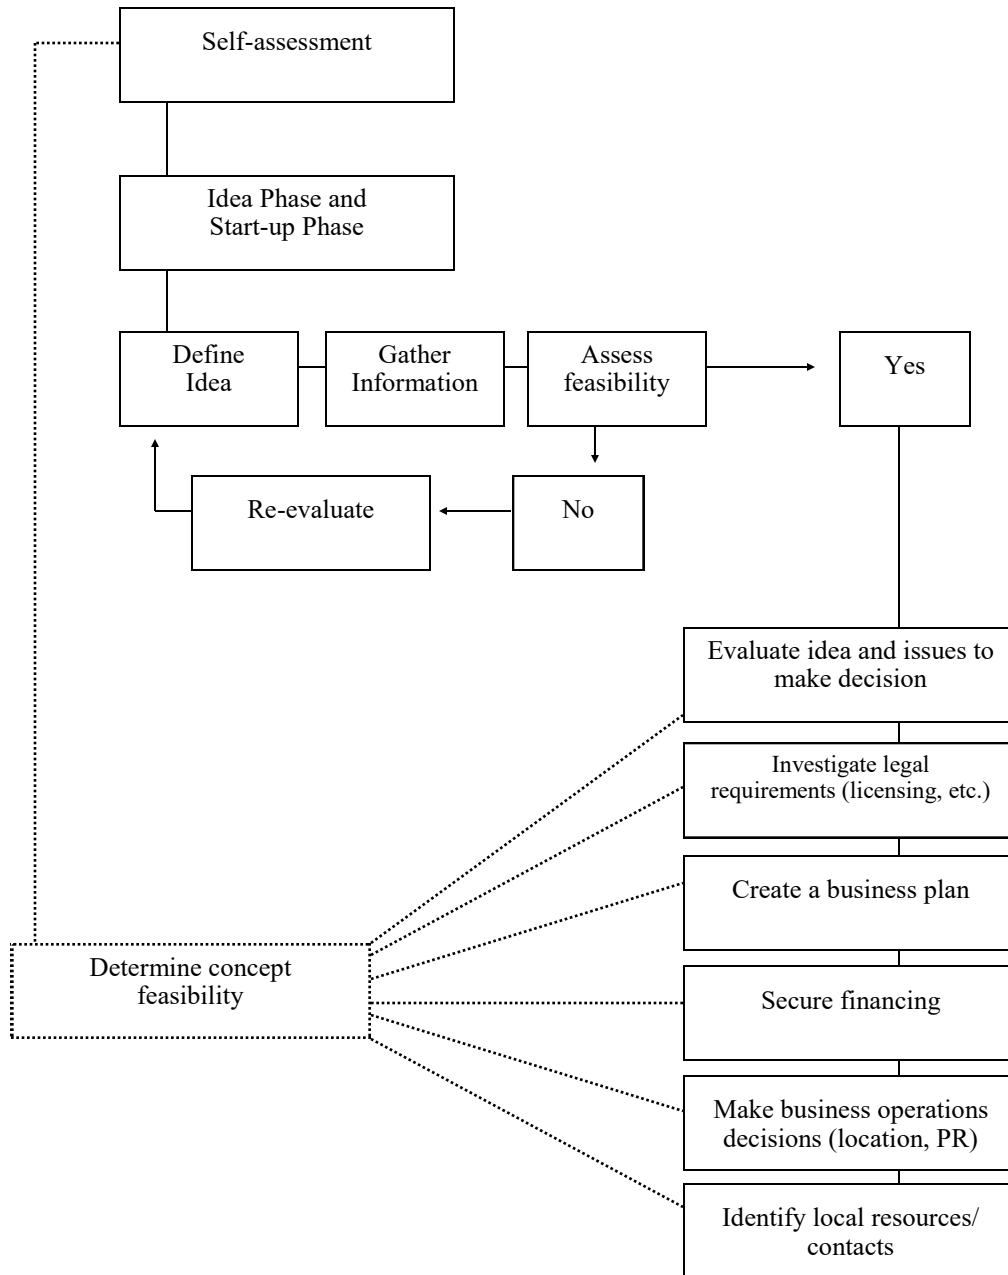 Self-assessment
Idea Phase and
Start-up Phase
Define
Idea
Gather
Information
Assess
feasibility
Yes
Re-evaluate
No
Evaluate idea and issues to
make decision
Investigate legal
requirements (licensing, etc.)
Create a business plan
Determine concept
feasibility
Secure financing
Make business operations
decisions (location, PR)
Identify local resources/
contacts